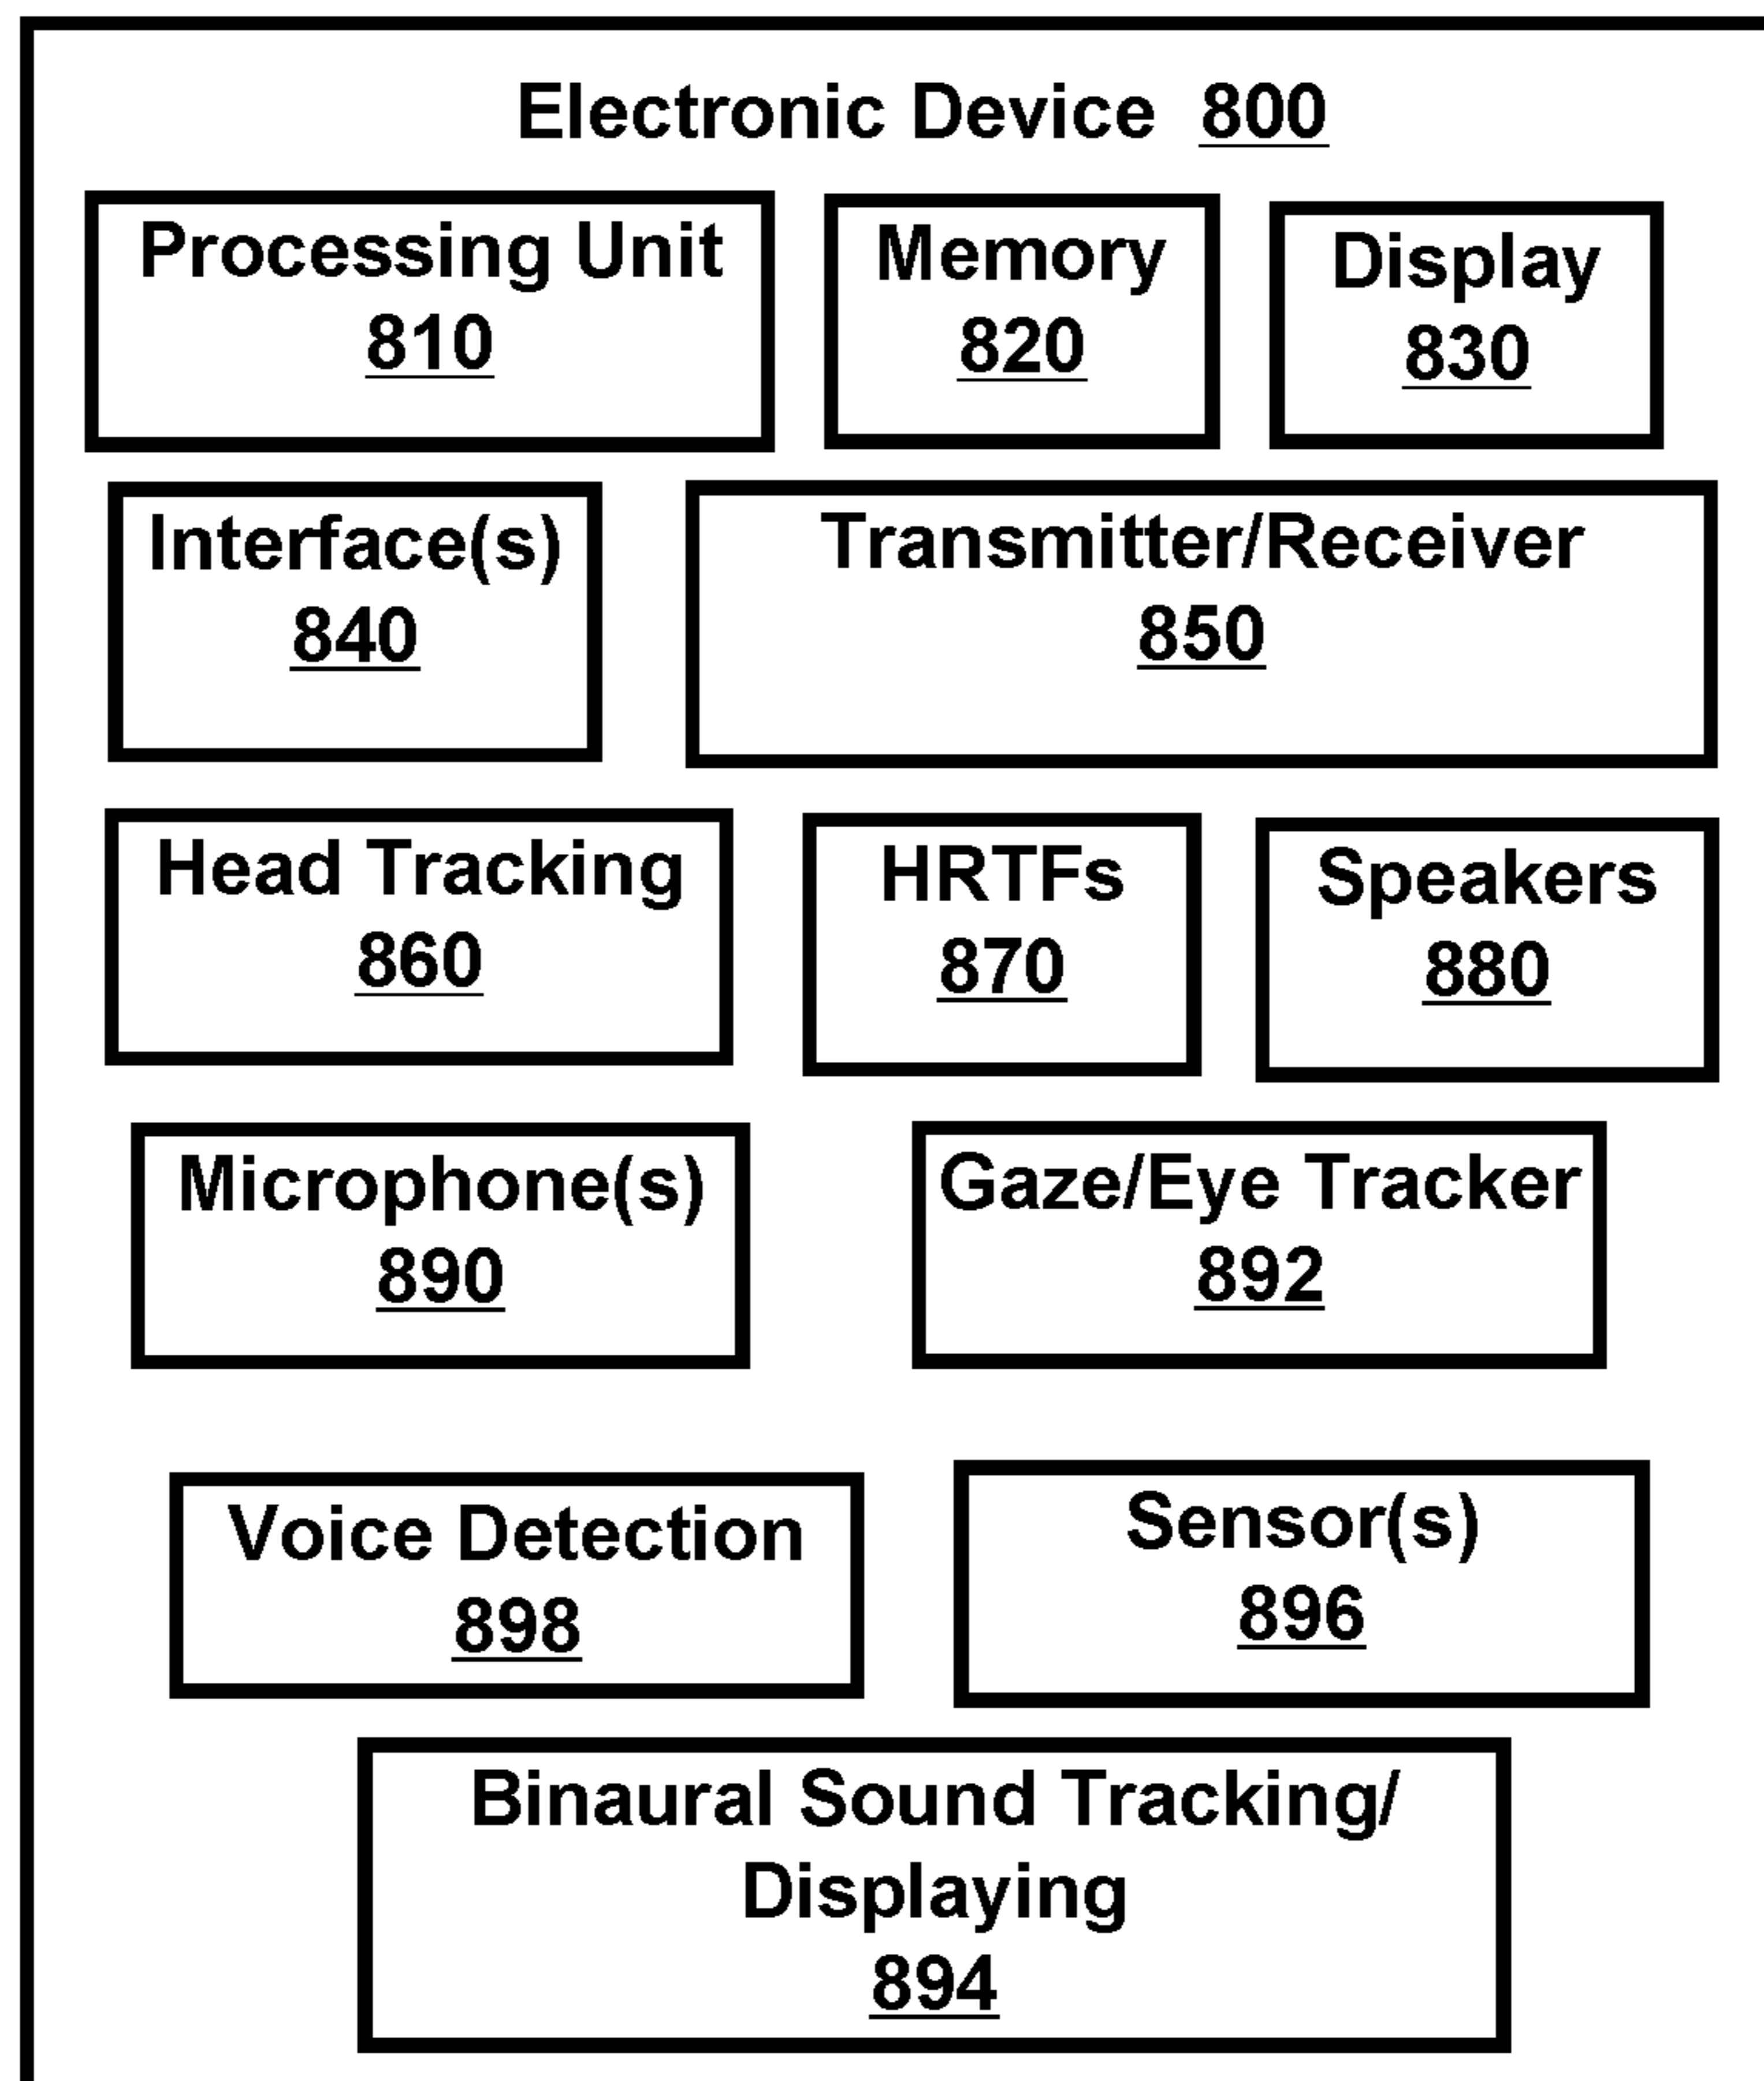 Electronic Device 800
Processing Unit
810
Memory
820
Display
830
Interface(s)
840
Transmitter/Receiver
850
Head Tracking
860
HRTFs
870
Speakers
880
Microphone(s)
890
Gaze/Eye Tracker
892
Voice Detection
898
Sensor(s)
896
Binaural Sound Tracking/
Displaying
894